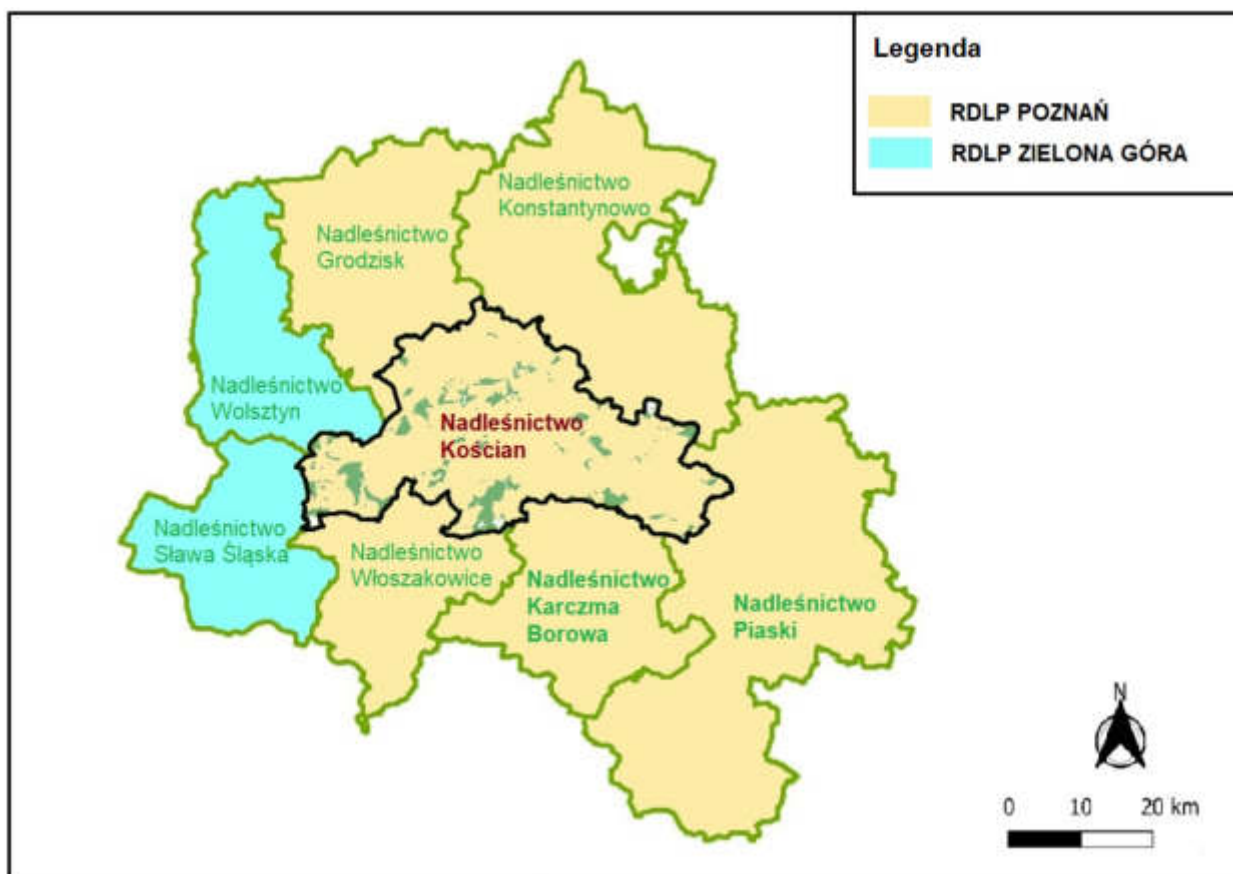 Legenda
RDLP POZNAŃ
RDLP ZIELONA GÓRA
Nadleśnictwo
Konstantynowo
Nadleśnictwo
Grodzisk
Nadleśnictwo
Wolsztyn
Nadleśnictwo
Kościan
Nadleśnictwo
Sława Śląska
Nadleśnictwo
Włoszakowice
Nadleśnictwo
Karczma
Borowa
Nadleśnictwo
Piaski
N
0 10 20 km